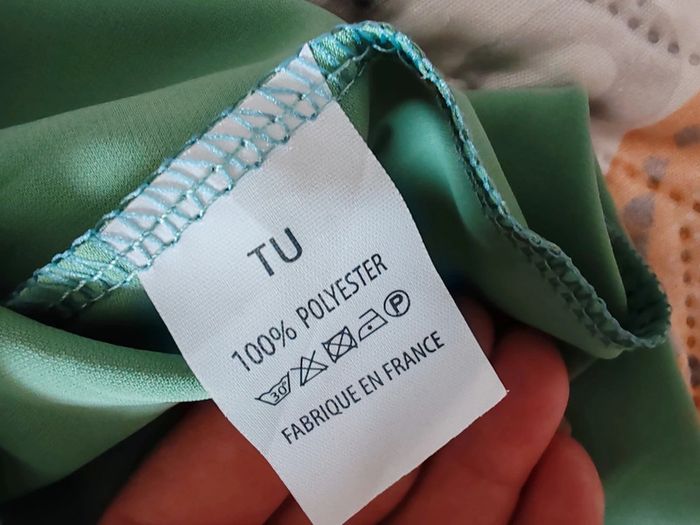 TU
100% POLYESTER
30° P
FABRIQUE EN FRANCE